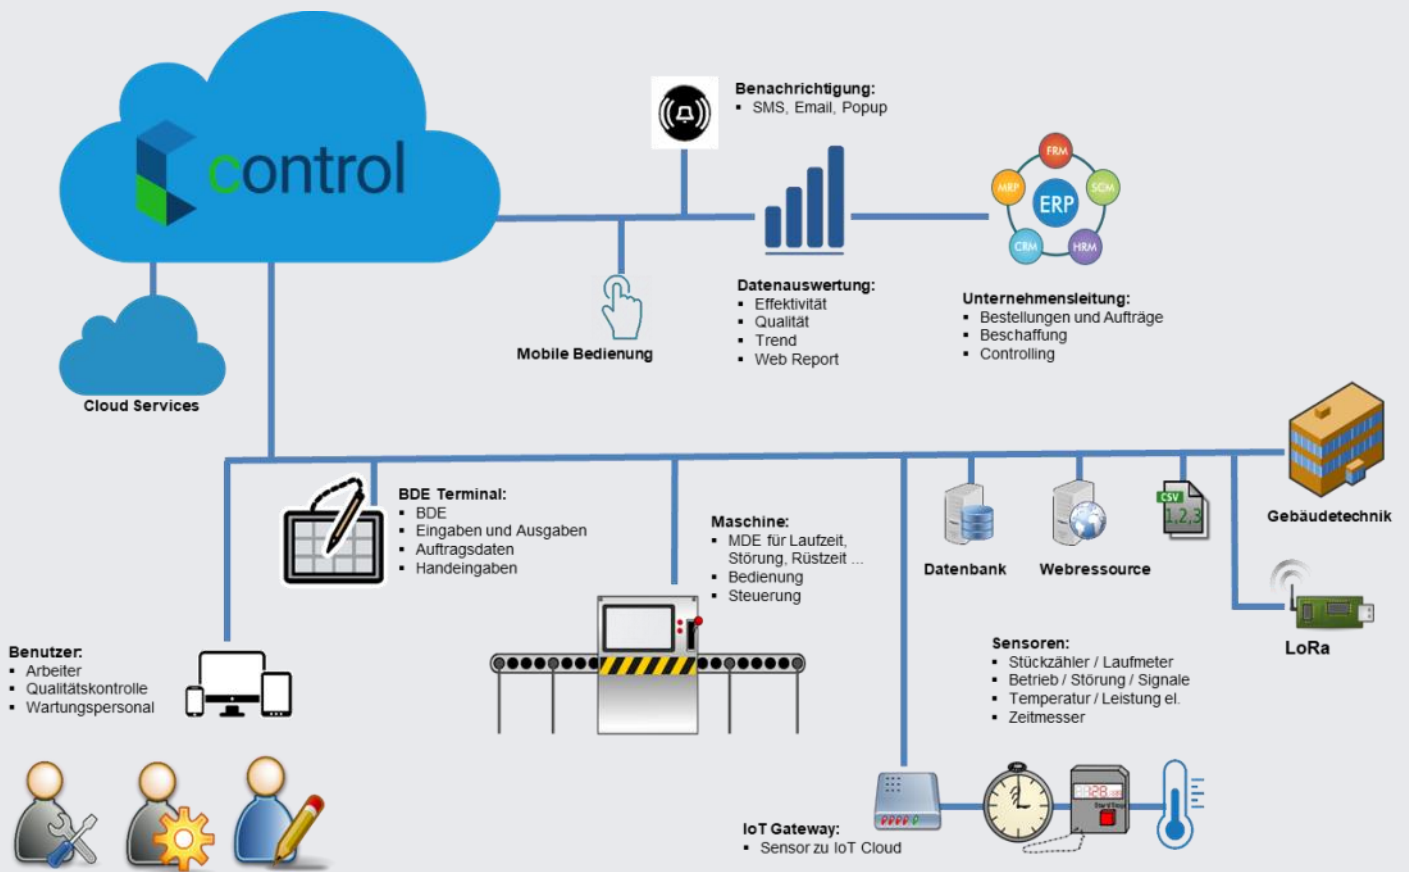 control
Cloud Services
Benachrichtigung:
▪ SMS, Email, Popup
Mobile Bedienung
Datenauswertung:
▪ Effektivität
▪ Qualität
▪ Trend
▪ Web Report
FRM
MRP
SCM
ERP
CRM
HRM
Unternehmensleitung:
▪ Bestellungen und Aufträge
▪ Beschaffung
▪ Controlling
BDE Terminal:
▪ BDE
▪ Eingaben und Ausgaben
▪ Auftragsdaten
▪ Handeingaben
Maschine:
▪ MDE für Laufzeit,
Störung, Rüstzeit ...
▪ Bedienung
▪ Steuerung
Datenbank
Webressource
CSV
1,2,3
Gebäudetechnik
LoRa
Benutzer:
▪ Arbeiter
▪ Qualitätskontrolle
▪ Wartungspersonal
Sensoren:
▪ Stückzähler / Laufmeter
▪ Betrieb / Störung / Signale
▪ Temperatur / Leistung el.
▪ Zeitmesser
IoT Gateway:
▪ Sensor zu IoT Cloud